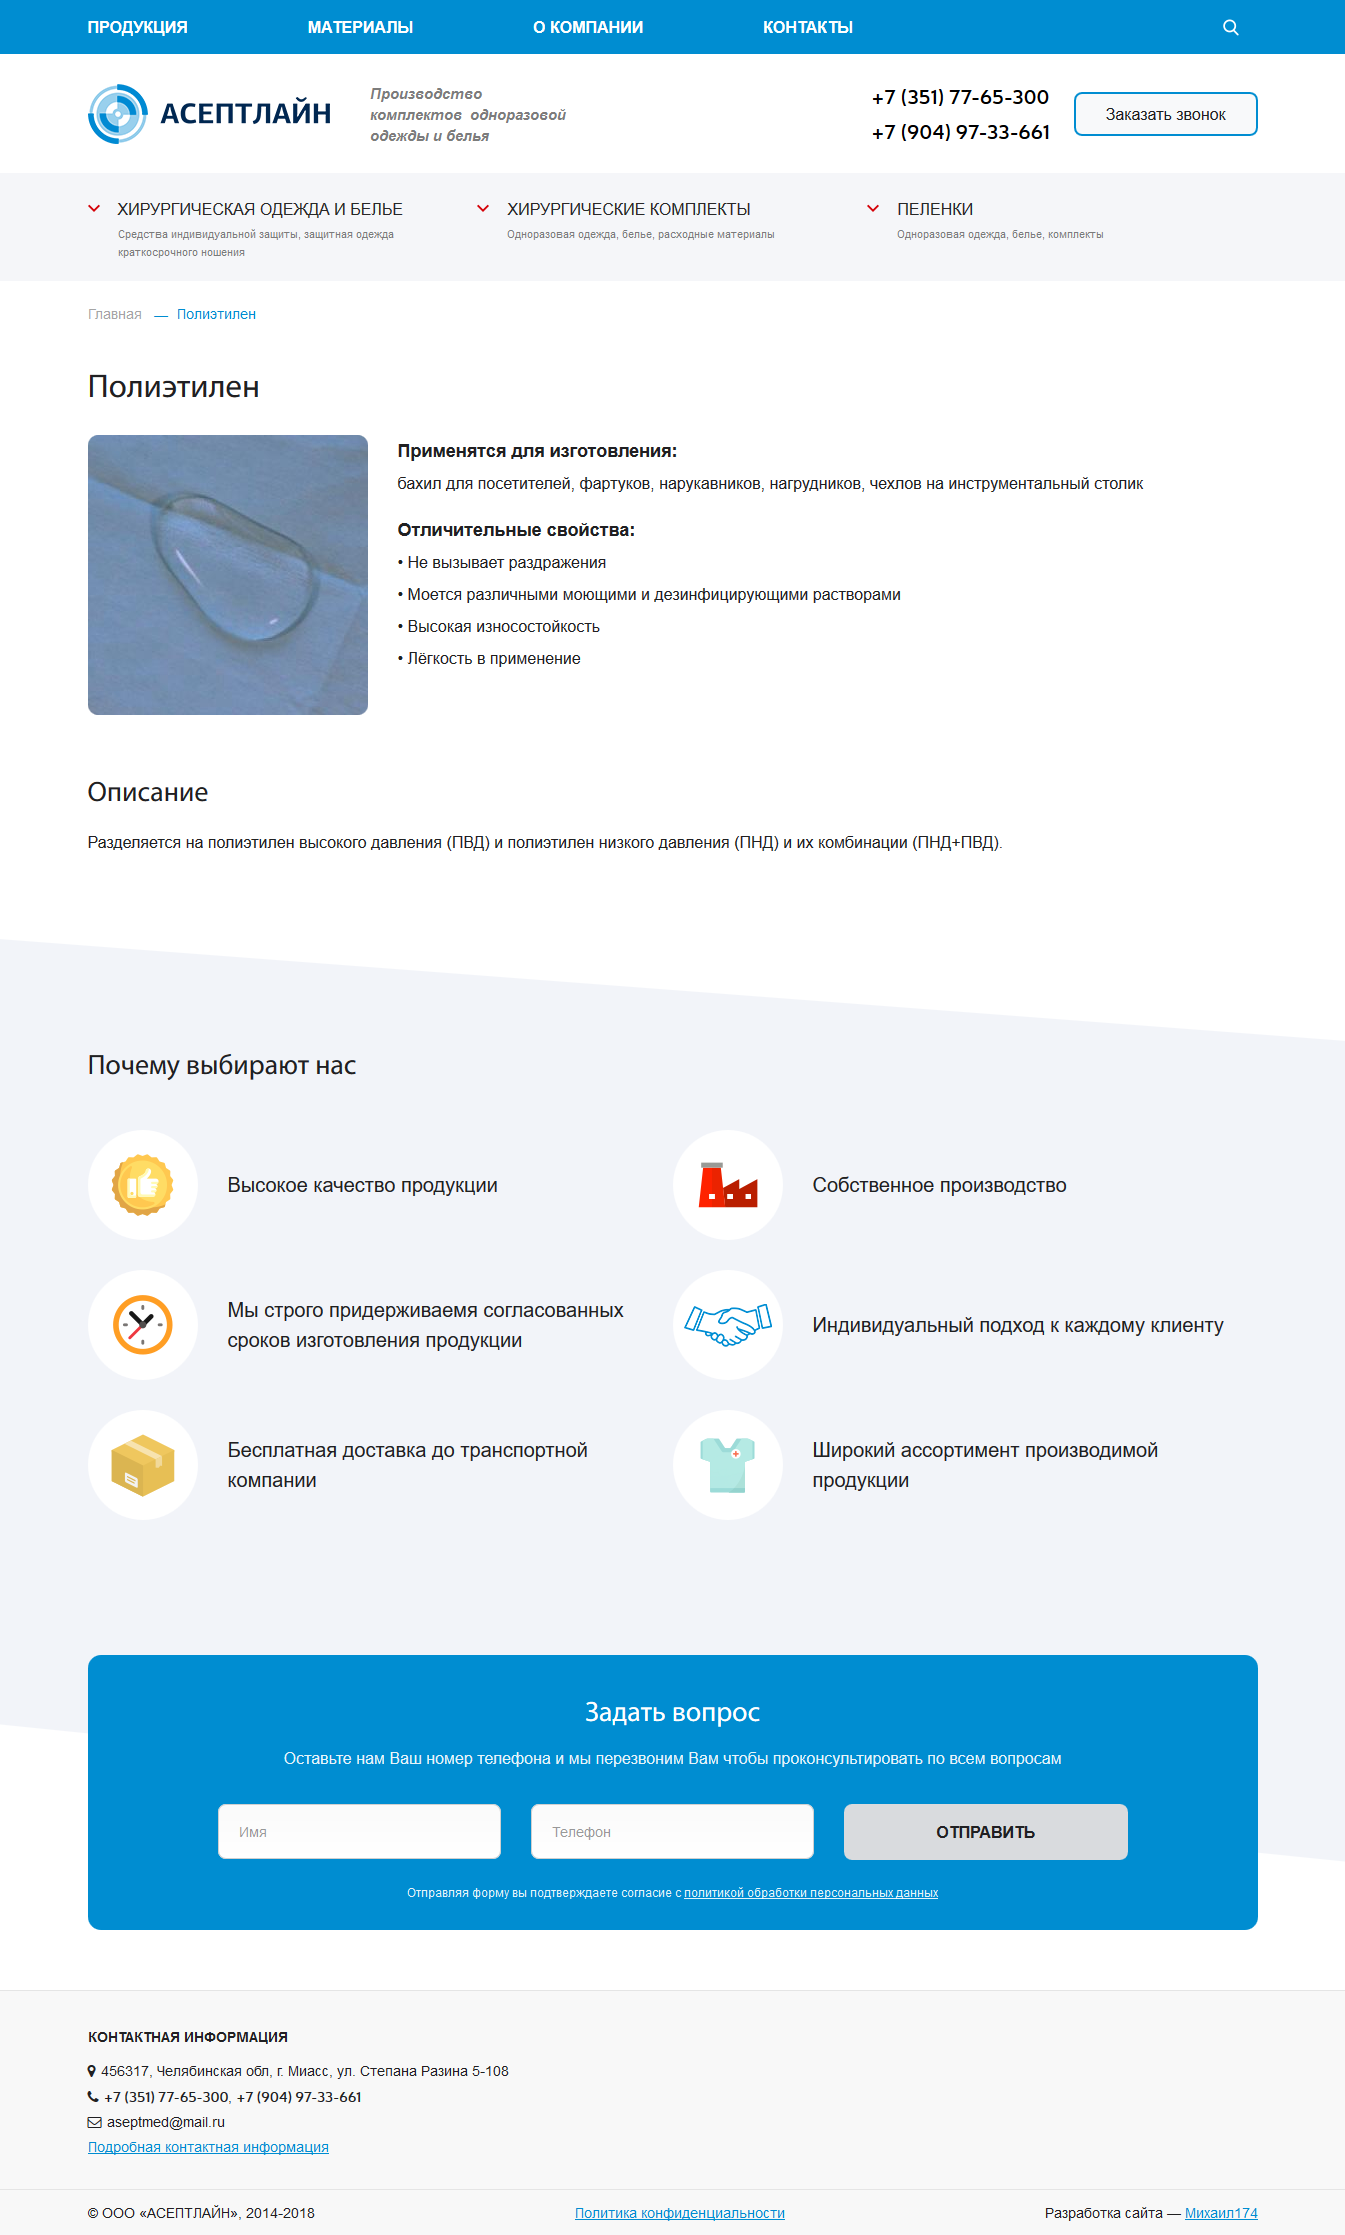 ПРОДУКЦИЯ МАТЕРИАЛЫ О КОМПАНИИ КОНТАКТЫ
АСЕПТЛАЙН
Производство
комплектов одноразовой
одежды и белья
+7 (351) 77-65-300
+7 (904) 97-33-661
Заказать звонок
ХИРУРГИЧЕСКАЯ ОДЕЖДА И БЕЛЬЕ
Средства индивидуальной защиты, защитная одежда
краткосрочного ношения
ХИРУРГИЧЕСКИЕ КОМПЛЕКТЫ
Одноразовая одежда, белье, расходные материалы
ПЕЛЕНКИ
Одноразовая одежда, белье, комплекты
Главная — Полиэтилен
Полиэтилен
Применятся для изготовления:
бахил для посетителей, фартуков, нарукавников, нагрудников, чехлов на инструментальный столик
Отличительные свойства:
• Не вызывает раздражения
• Моется различными моющими и дезинфицирующими растворами
• Высокая износостойкость
• Лёгкость в применение
Описание
Разделяется на полиэтилен высокого давления (ПВД) и полиэтилен низкого давления (ПНД) и их комбинации (ПНД+ПВД).
Почему выбирают нас
Высокое качество продукции
Собственное производство
Мы строго придерживаемя согласованных
сроков изготовления продукции
Индивидуальный подход к каждому клиенту
Бесплатная доставка до транспортной
компании
Широкий ассортимент производимой
продукции
Задать вопрос
Оставьте нам Ваш номер телефона и мы перезвоним Вам чтобы проконсультировать по всем вопросам
Имя
Телефон
ОТПРАВИТЬ
Отправляя форму вы подтверждаете согласие с политикой обработки персональных данных
КОНТАКТНАЯ ИНФОРМАЦИЯ
456317, Челябинская обл, г. Миасс, ул. Степана Разина 5-108
+7 (351) 77-65-300, +7 (904) 97-33-661
aseptmed@mail.ru
Подробная контактная информация
© ООО «АСЕПТЛАЙН», 2014-2018
Политика конфиденциальности
Разработка сайта — Михаил174